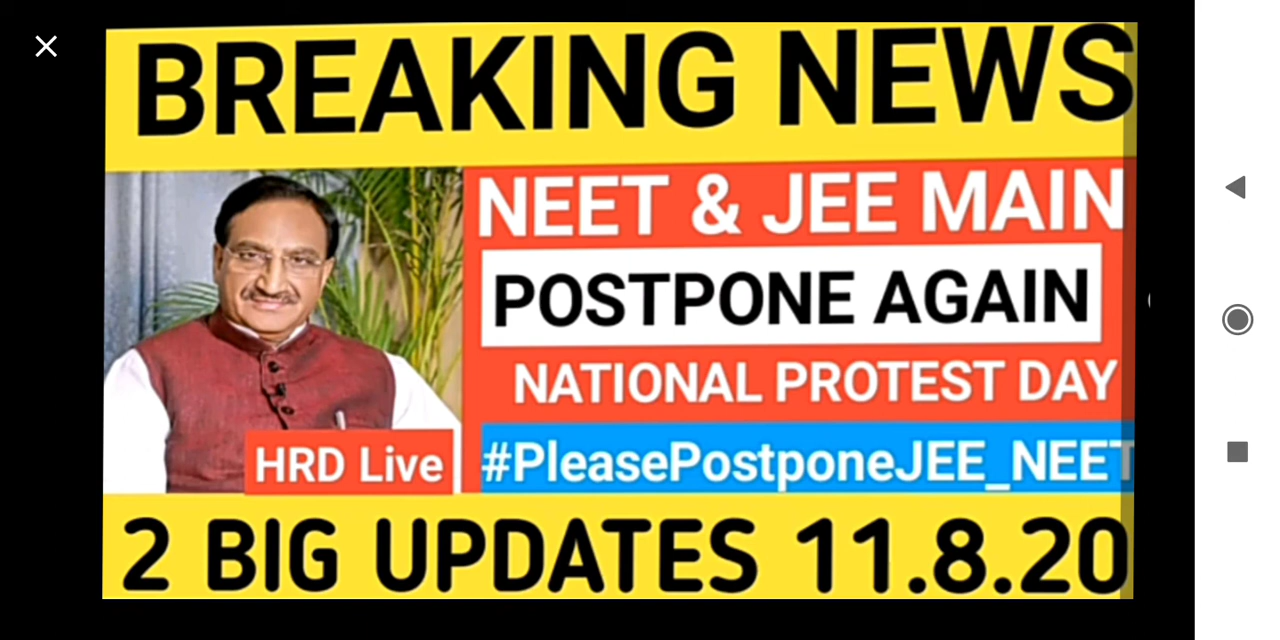 BREAKING NEWS
NEET & JEE MAIN
POSTPONE AGAIN
NATIONAL PROTEST DAY
HRD Live
#PleasePostponeJEE_NEET
2 BIG UPDATES 11.8.20